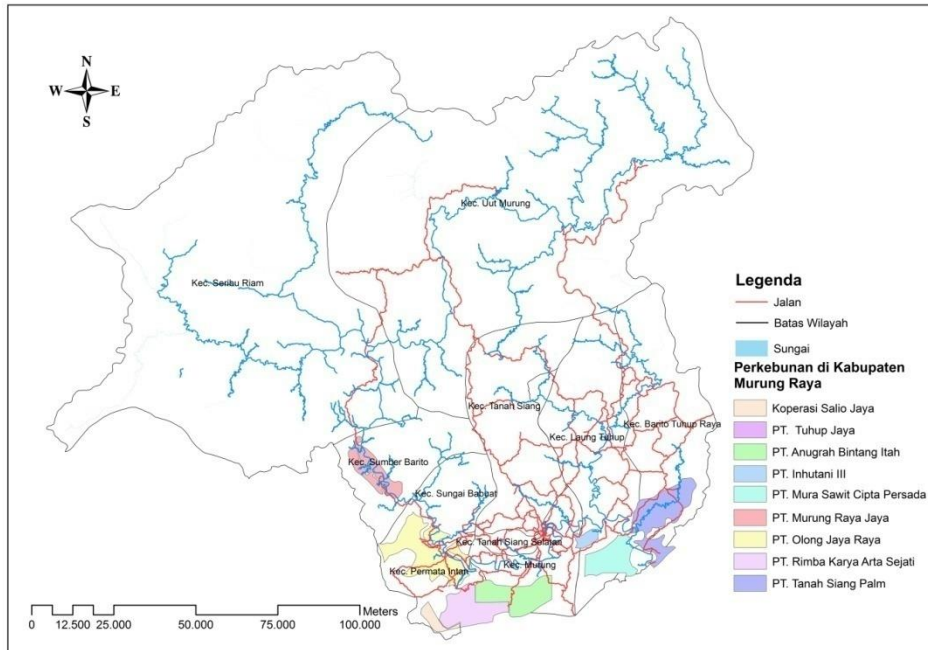 N
W E
S
Kec. Uut Murung
Kec. Seribu Riam
Kec. Tanah Siang
Kec. Laung Tuhup
Kec. Barito Tuhup Raya
Kec. Sumber Barito
Kec. Sungai Babuat
Kec. Tanah Siang Selatan
Kec. Murung
Kec. Permata Intan
Legenda
Jalan
Batas Wilayah
Sungai
Perkebunan di Kabupaten
Murung Raya
Koperasi Salio Jaya
PT. Tuhup Jaya
PT. Anugrah Bintang Itah
PT. Inhutani III
PT. Mura Sawit Cipta Persada
PT. Murung Raya Jaya
PT. Olong Jaya Raya
PT. Rimba Karya Arta Sejati
PT. Tanah Siang Palm
Meters
0 12.500 25.000 50.000 75.000 100.000